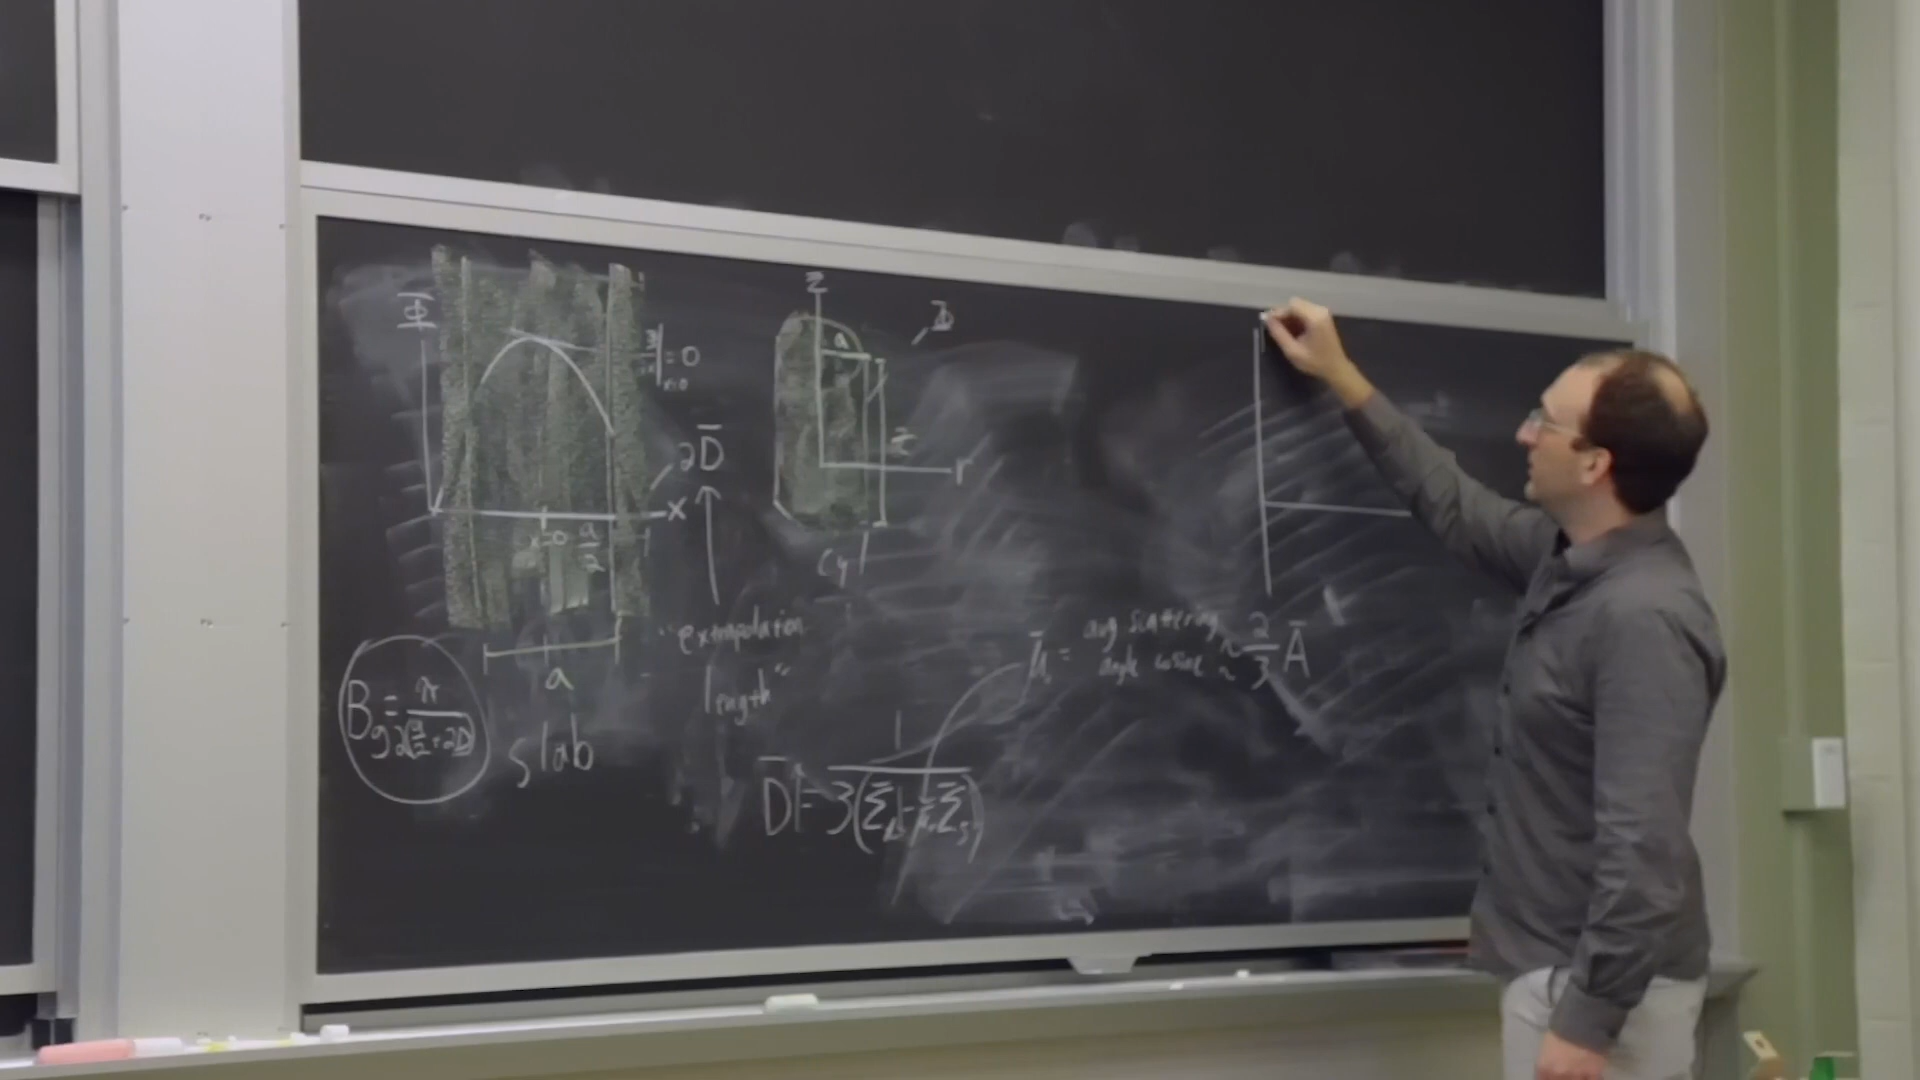 Φ
∂/∂x |x=0 = 0
2D̄
x
x=0 a/2
a
slab
Bg = π / 2(a/2 + 2D)
"extrapolation
length"
z
a
r
cyl
μ̄₀ = avg scattering
angle cosine ≈ 2/3 Ā
D̄ = 1 / 3(Σ̄t - μ̄₀Σ̄s)